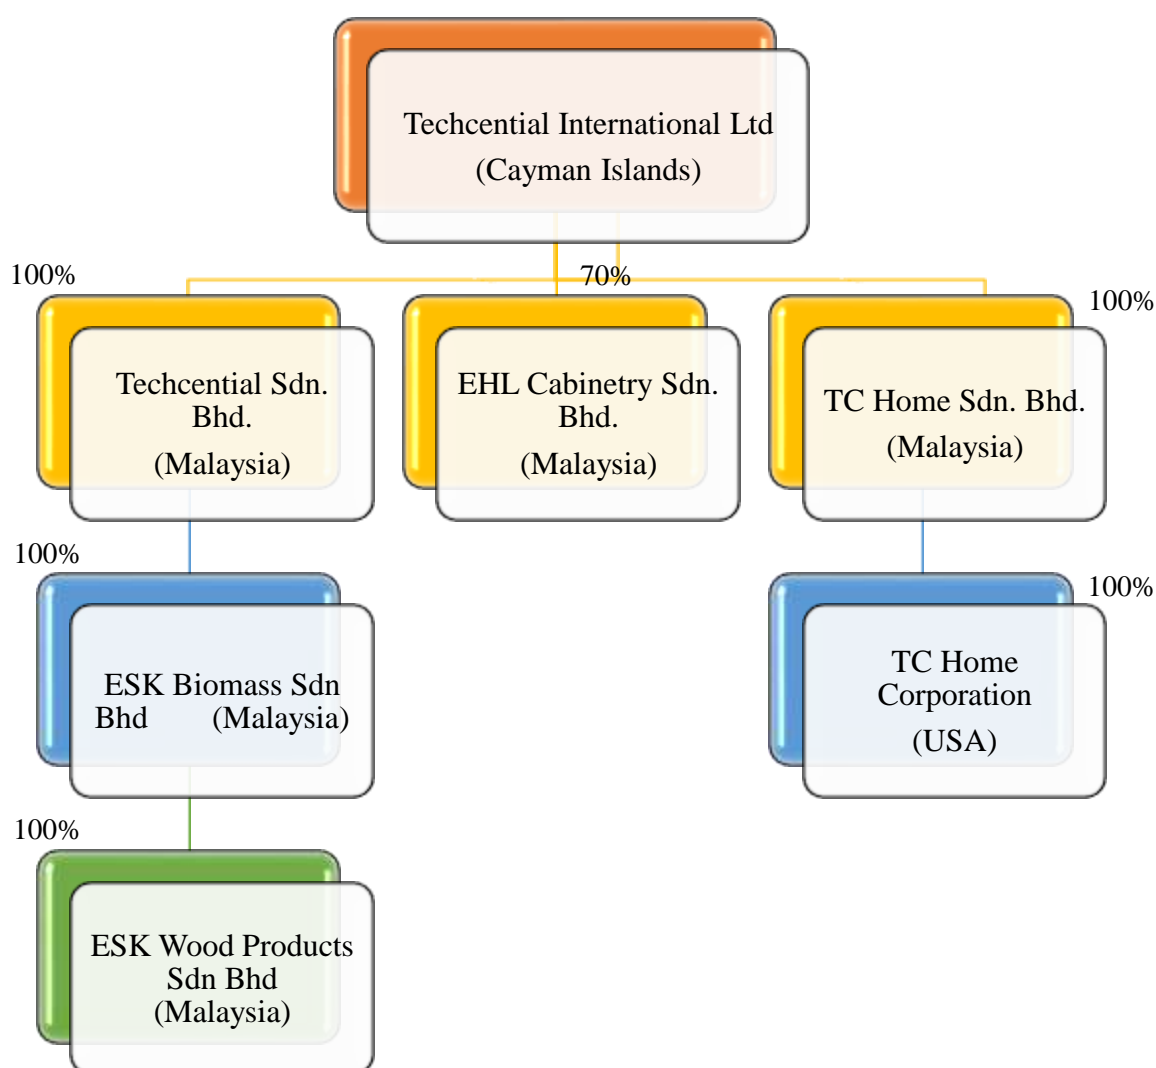 Techcential International Ltd
(Cayman Islands)
100%
70%
100%
Techcential Sdn.
Bhd.
(Malaysia)
EHL Cabinetry Sdn.
Bhd.
(Malaysia)
TC Home Sdn. Bhd.
(Malaysia)
100%
100%
ESK Biomass Sdn
Bhd (Malaysia)
TC Home
Corporation
(USA)
100%
ESK Wood Products
Sdn Bhd
(Malaysia)